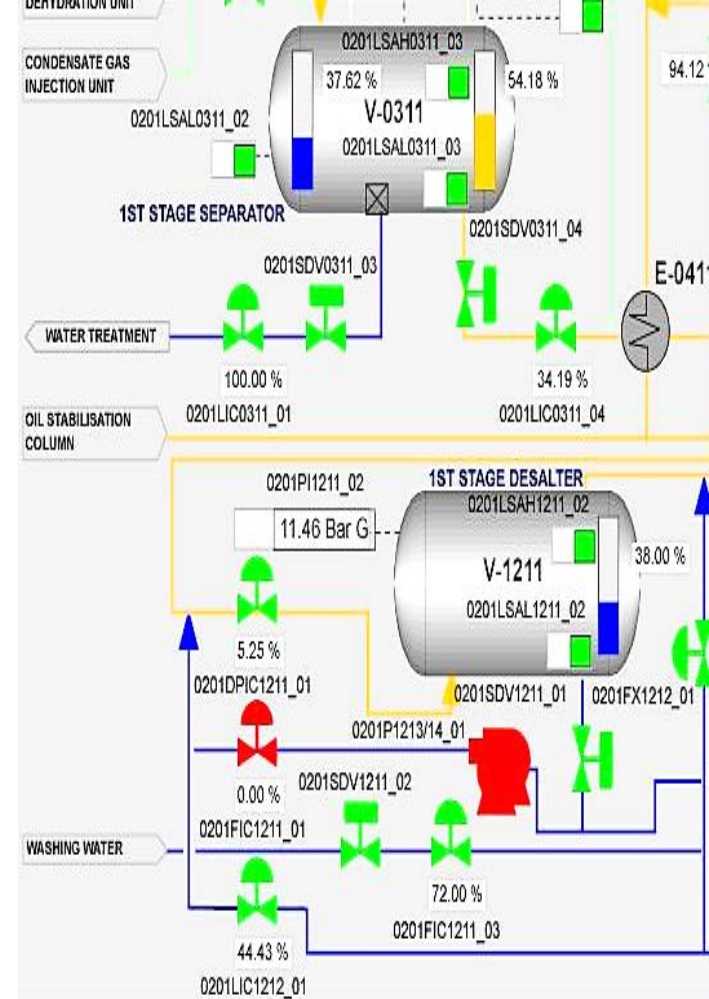 DEHYDRATION UNIT
0201LSAH0311_03
CONDENSATE GAS
INJECTION UNIT
37.62 %
54.18 %
94.12
V-0311
0201LSAL0311_02
0201LSAL0311_03
1ST STAGE SEPARATOR
0201SDV0311_04
0201SDV0311_03
E-041
WATER TREATMENT
100.00 %
34.19 %
0201LIC0311_01
0201LIC0311_04
OIL STABILISATION
COLUMN
0201PI1211_02
1ST STAGE DESALTER
0201LSAH1211_02
11.46 Bar G
38.00 %
V-1211
0201LSAL1211_02
5.25 %
0201DPIC1211_01
0201SDV1211_01
0201FX1212_01
0201P1213/14_01
0201SDV1211_02
0.00 %
0201FIC1211_01
WASHING WATER
72.00 %
0201FIC1211_03
44.43 %
0201LIC1212_01